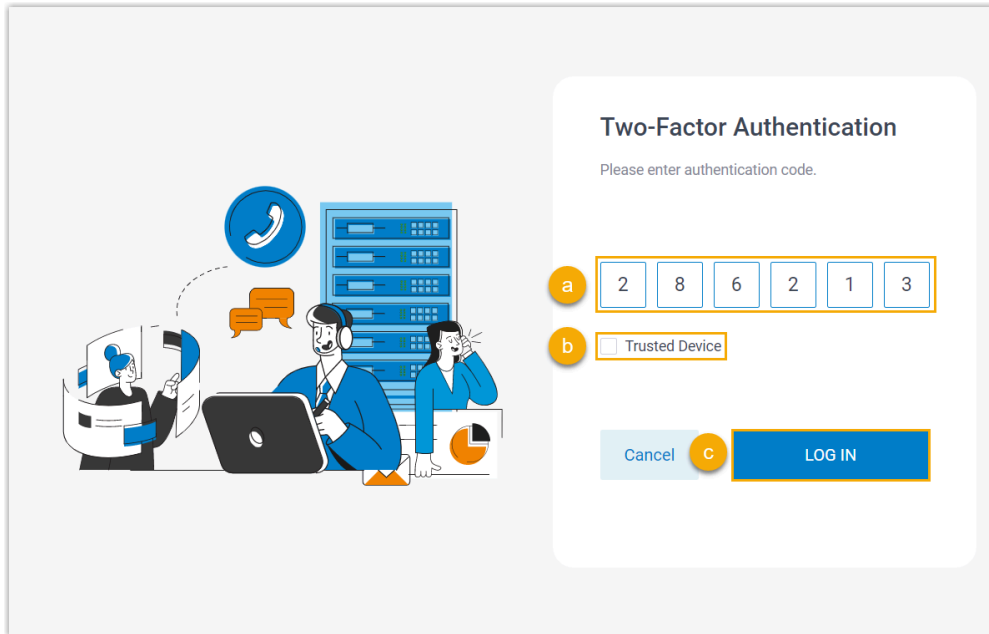 Two-Factor Authentication
Please enter authentication code.
a 2 8 6 2 1 3
b Trusted Device
Cancel c LOG IN